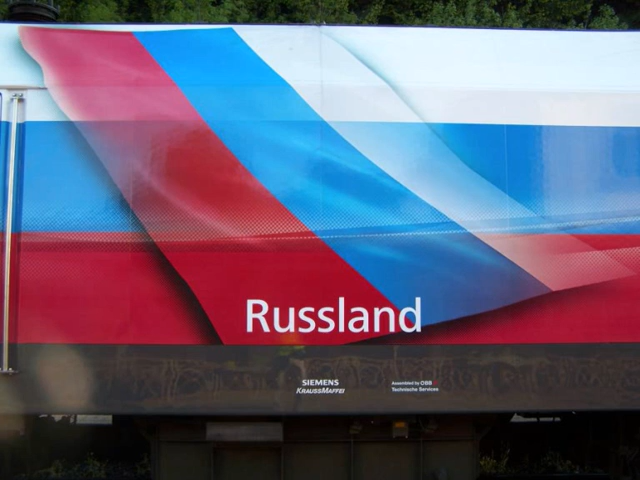 Russland
SIEMENS
KRAUSSMAFFEI
Assembled by ÖBB
Technische Services